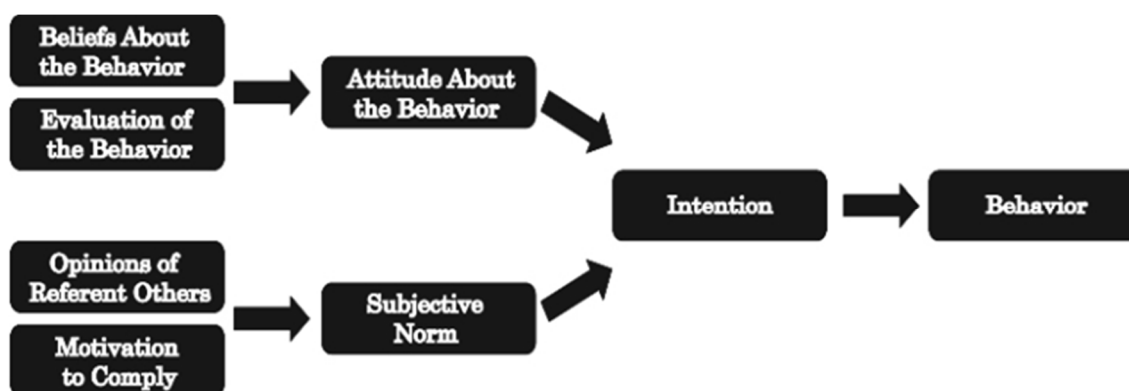 Beliefs About
the Behavior
Evaluation of
the Behavior
Attitude About
the Behavior
Opinions of
Referent Others
Motivation
to Comply
Subjective
Norm
Intention
Behavior